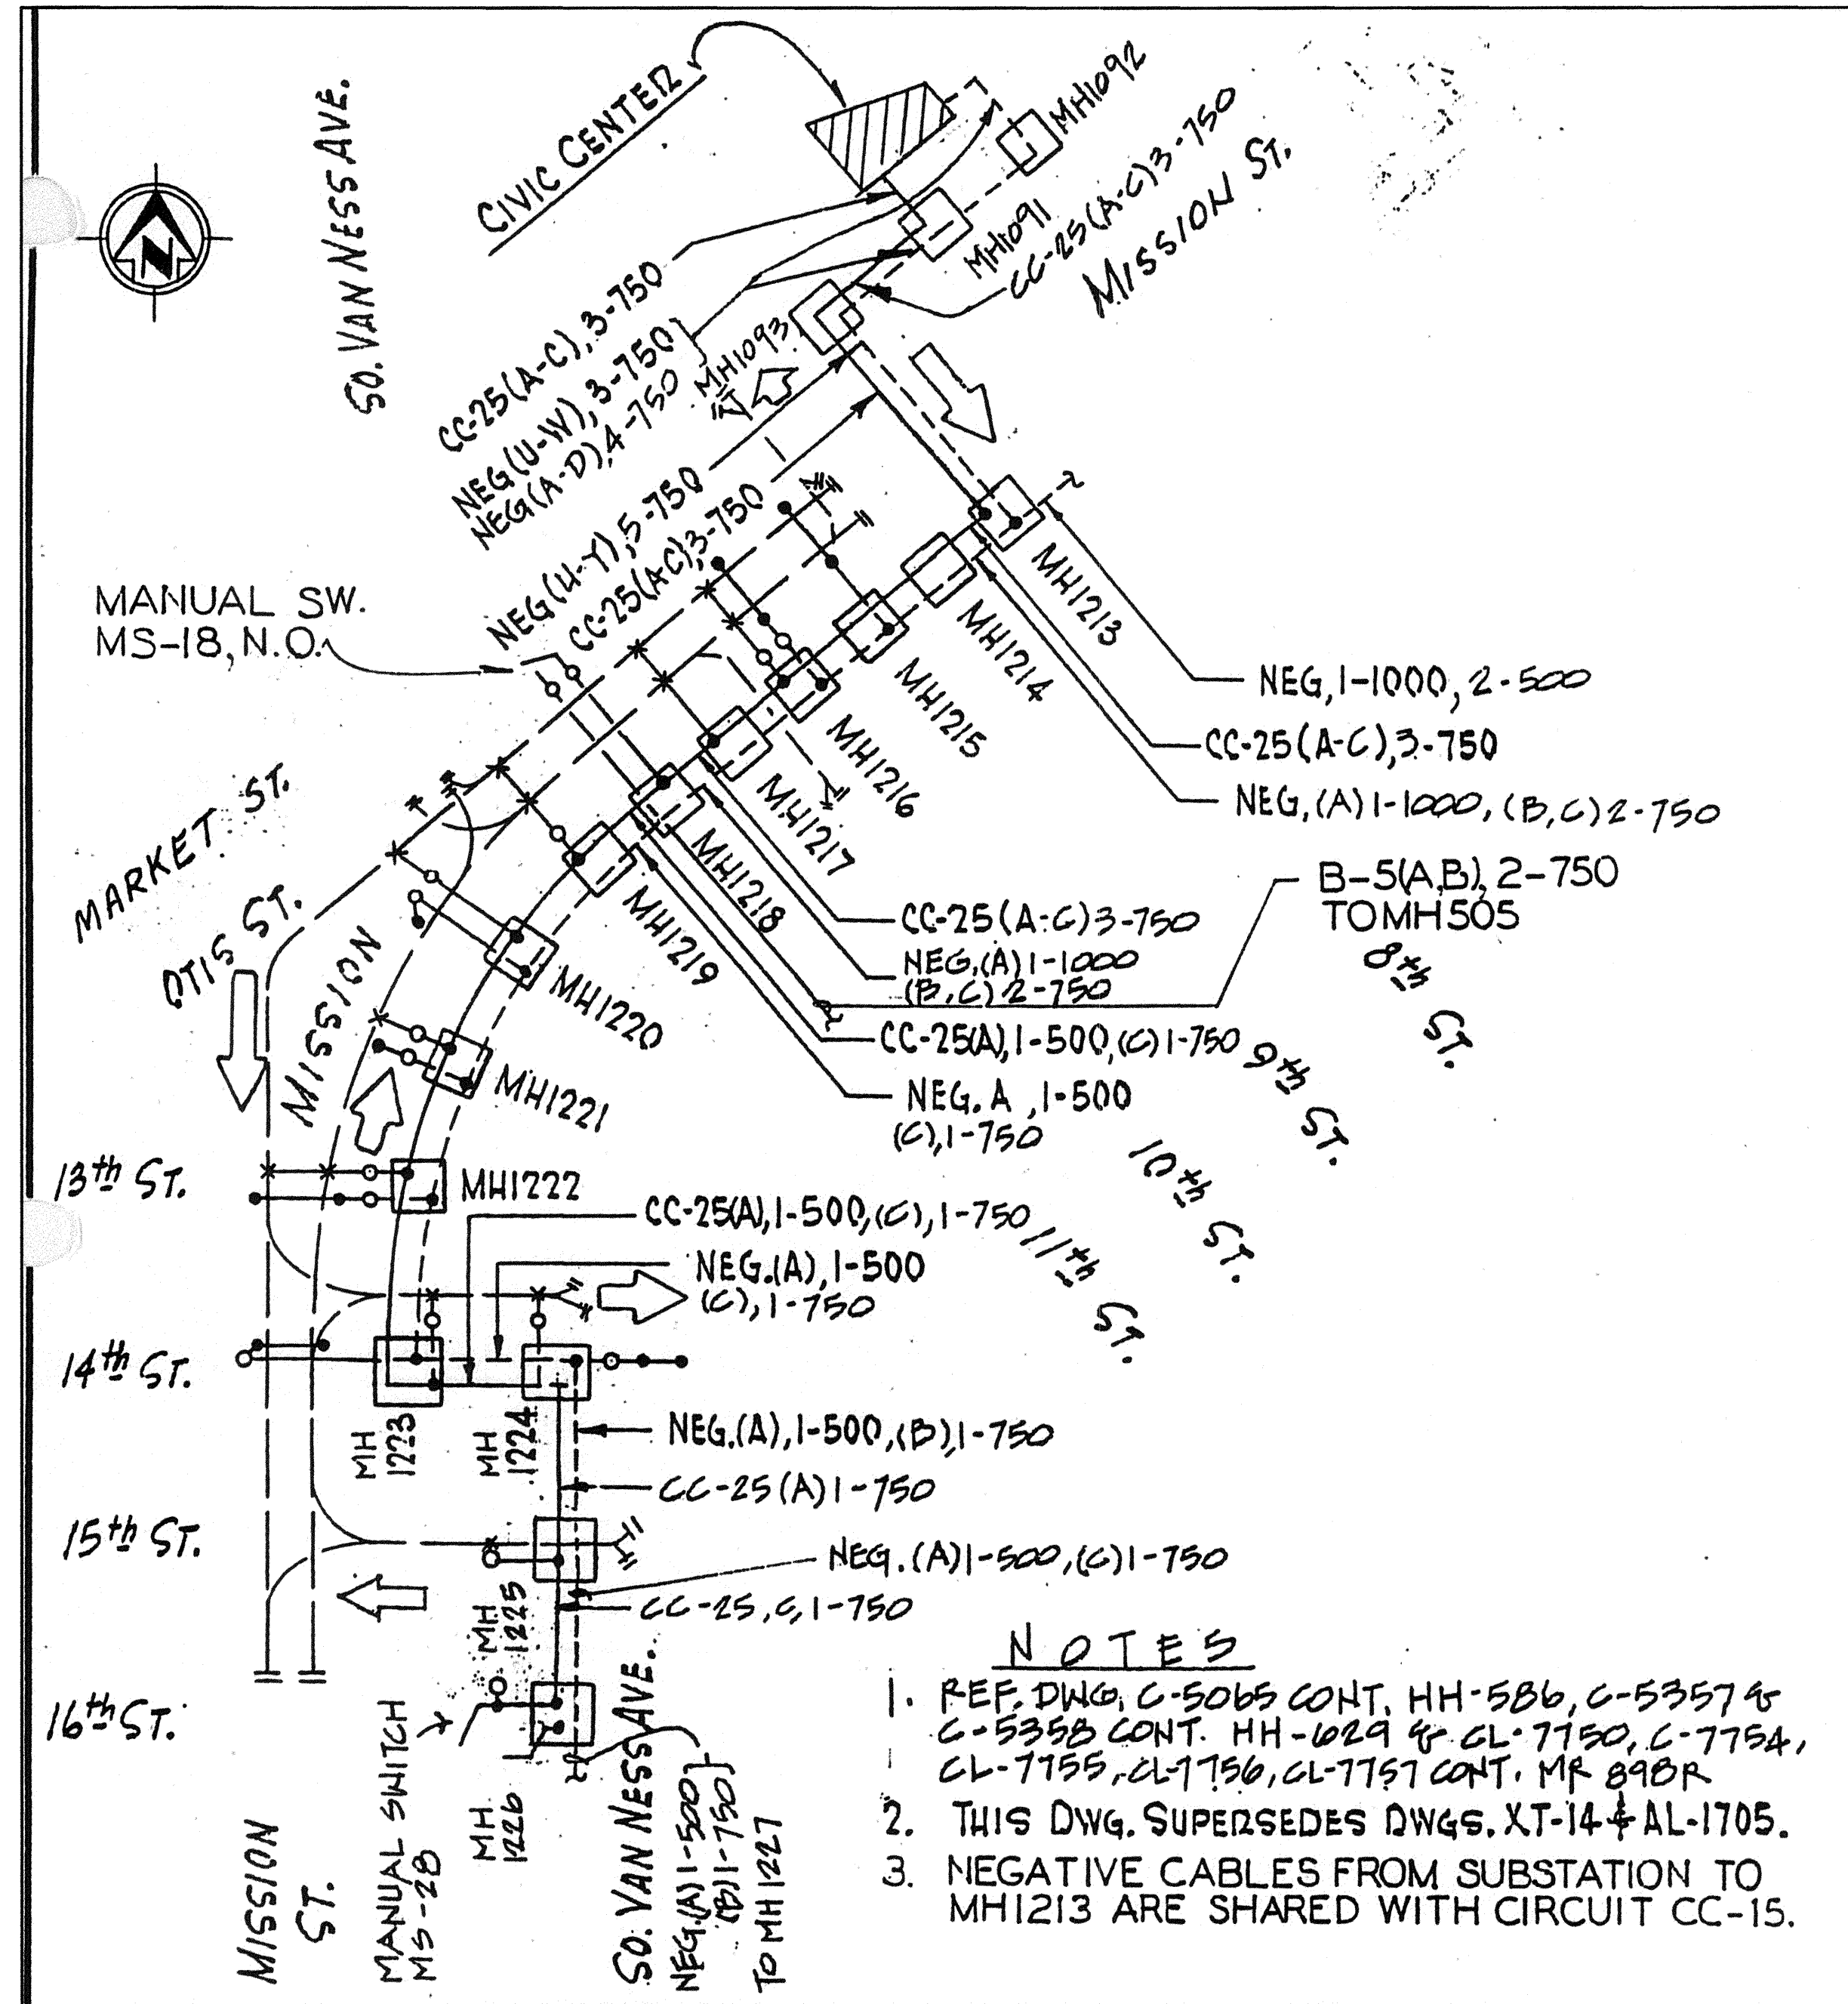 CIVIC CENTER
SO. VAN NESS AVE.
N
MH1092
MH1091
CC-25(A-C)3-750
MISSION ST.
CC-25(A-C), 3-750
NEG(U-W), 3-750
NEG(A-D), 4-750
MH1093
NEG(U-Y), 5-750
CC-25(A-C), 3-750
MANUAL SW.
MS-18, N.O.
MH1213
MH1214
MH1215
MH1216
MH1217
MH1218
MH1219
MH1220
MH1221
MH1222
NEG, 1-1000, 2-500
CC-25(A-C), 3-750
NEG, (A) 1-1000, (B,C) 2-750
B-5(A,B), 2-750
TO MH505
CC-25(A-C) 3-750
NEG, (A) 1-1000
(B,C) 2-750
CC-25(A), 1-500, (C) 1-750
NEG. A , 1-500
(C), 1-750
8th ST.
9th ST.
10th ST.
11th ST.
MARKET ST.
OTIS ST.
MISSION
13th ST.
CC-25(A), 1-500, (C), 1-750
NEG.(A), 1-500
(C), 1-750
14th ST.
MH
1223
MH
1224
NEG.(A), 1-500, (B), 1-750
CC-25(A) 1-750
15th ST.
NEG.(A) 1-500, (C) 1-750
CC-25, C, 1-750
MH
1225
16th ST.
MH.
1226
MISSION
ST.
MANUAL SWITCH
MS-28
SO. VAN NESS AVE.
NEG.(A) 1-500
(B) 1-750
TO MH 1227
NOTES
1. REF. DWG. C-5065 CONT. HH-586, C-5357 &
C-5358 CONT. HH-629 & CL-7750, C-7754,
CL-7755, CL-7756, CL-7757 CONT. MR 898R
2. THIS DWG. SUPERSEDES DWGS. XT-14 & AL-1705.
3. NEGATIVE CABLES FROM SUBSTATION TO
MH1213 ARE SHARED WITH CIRCUIT CC-15.